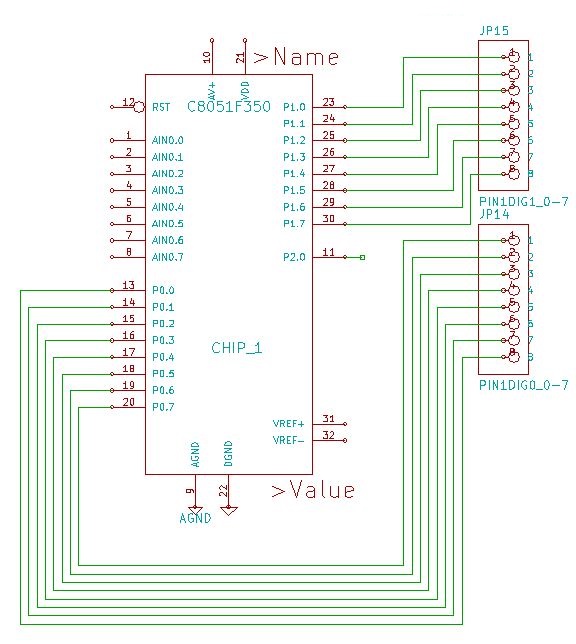 JP15
10 AV+
21 VDD
>Name
1 1
2 2
3 3
4 4
5 5
6 6
7 7
8 8
PIN1DIG1_0-7
C8051F350
12 RST
P1.0 23
P1.1 24
1 AIN0.0
P1.2 25
2 AIN0.1
P1.3 26
3 AIN0.2
P1.4 27
4 AIN0.3
P1.5 28
5 AIN0.4
P1.6 29
6 AIN0.5
P1.7 30
7 AIN0.6
8 AIN0.7
P2.0 11
JP14
1 1
2 2
3 3
4 4
5 5
6 6
7 7
8 8
PIN1DIG0_0-7
13 P0.0
14 P0.1
15 P0.2
16 P0.3
17 P0.4
18 P0.5
19 P0.6
20 P0.7
CHIP_1
VREF+ 31
VREF- 32
AGND 9
DGND 22
>Value
AGND